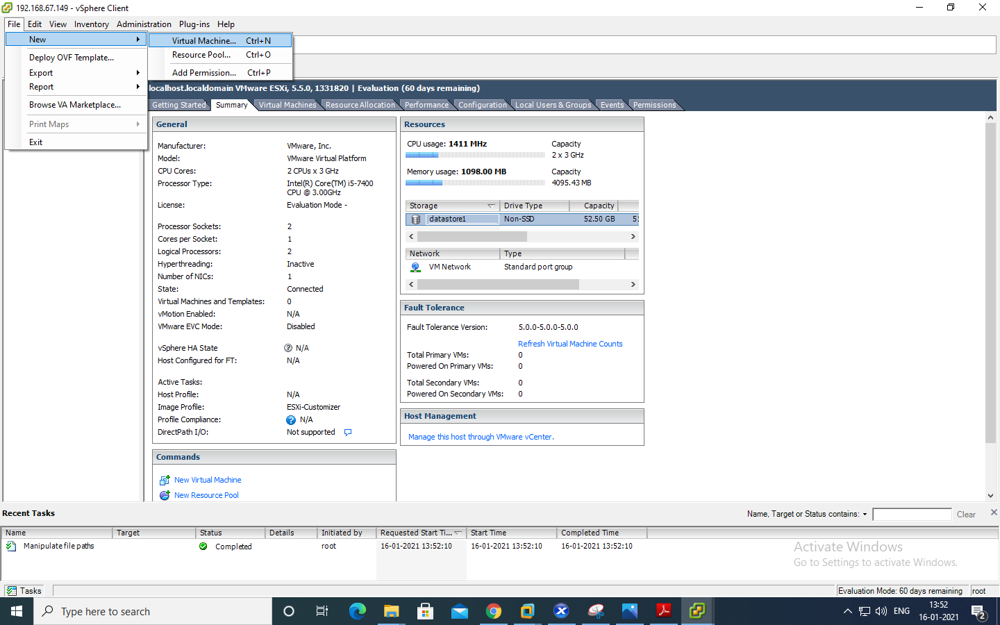 192.168.67.149 - vSphere Client
File Edit View Inventory Administration Plug-ins Help
New
Deploy OVF Template...
Export
Report
Browse VA Marketplace...
Print Maps
Exit
Virtual Machine... Ctrl+N
Resource Pool... Ctrl+O
Add Permission... Ctrl+P
localhost.localdomain VMware ESXi, 5.5.0, 1331820 | Evaluation (60 days remaining)
Getting Started Summary Virtual Machines Resource Allocation Performance Configuration Local Users & Groups Events Permissions
General
Manufacturer: VMware, Inc.
Model: VMware Virtual Platform
CPU Cores: 2 CPUs x 3 GHz
Processor Type: Intel(R) Core(TM) i5-7400
CPU @ 3.00GHz
License: Evaluation Mode -
Processor Sockets: 2
Cores per Socket: 1
Logical Processors: 2
Hyperthreading: Inactive
Number of NICs: 1
State: Connected
Virtual Machines and Templates: 0
vMotion Enabled: N/A
VMware EVC Mode: Disabled
vSphere HA State N/A
Host Configured for FT: N/A
Active Tasks:
Host Profile: N/A
Image Profile: ESXi-Customizer
Profile Compliance: N/A
DirectPath I/O: Not supported
Commands
New Virtual Machine
New Resource Pool
Resources
CPU usage: 1411 MHz Capacity
2 x 3 GHz
Memory usage: 1098.00 MB Capacity
4095.43 MB
Storage Drive Type Capacity
datastore1 Non-SSD 52.50 GB 51
Network Type
VM Network Standard port group
Fault Tolerance
Fault Tolerance Version: 5.0.0-5.0.0-5.0.0
Refresh Virtual Machine Counts
Total Primary VMs: 0
Powered On Primary VMs: 0
Total Secondary VMs: 0
Powered On Secondary VMs: 0
Host Management
Manage this host through VMware vCenter.
Recent Tasks
Name, Target or Status contains: Clear
Name Target Status Details Initiated by Requested Start Ti... Start Time Completed Time
Manipulate file paths Completed root 16-01-2021 13:52:10 16-01-2021 13:52:10 16-01-2021 13:52:10
Activate Windows
Go to Settings to activate Windows.
Tasks Evaluation Mode: 60 days remaining root
Type here to search
ENG
13:52
16-01-2021
2